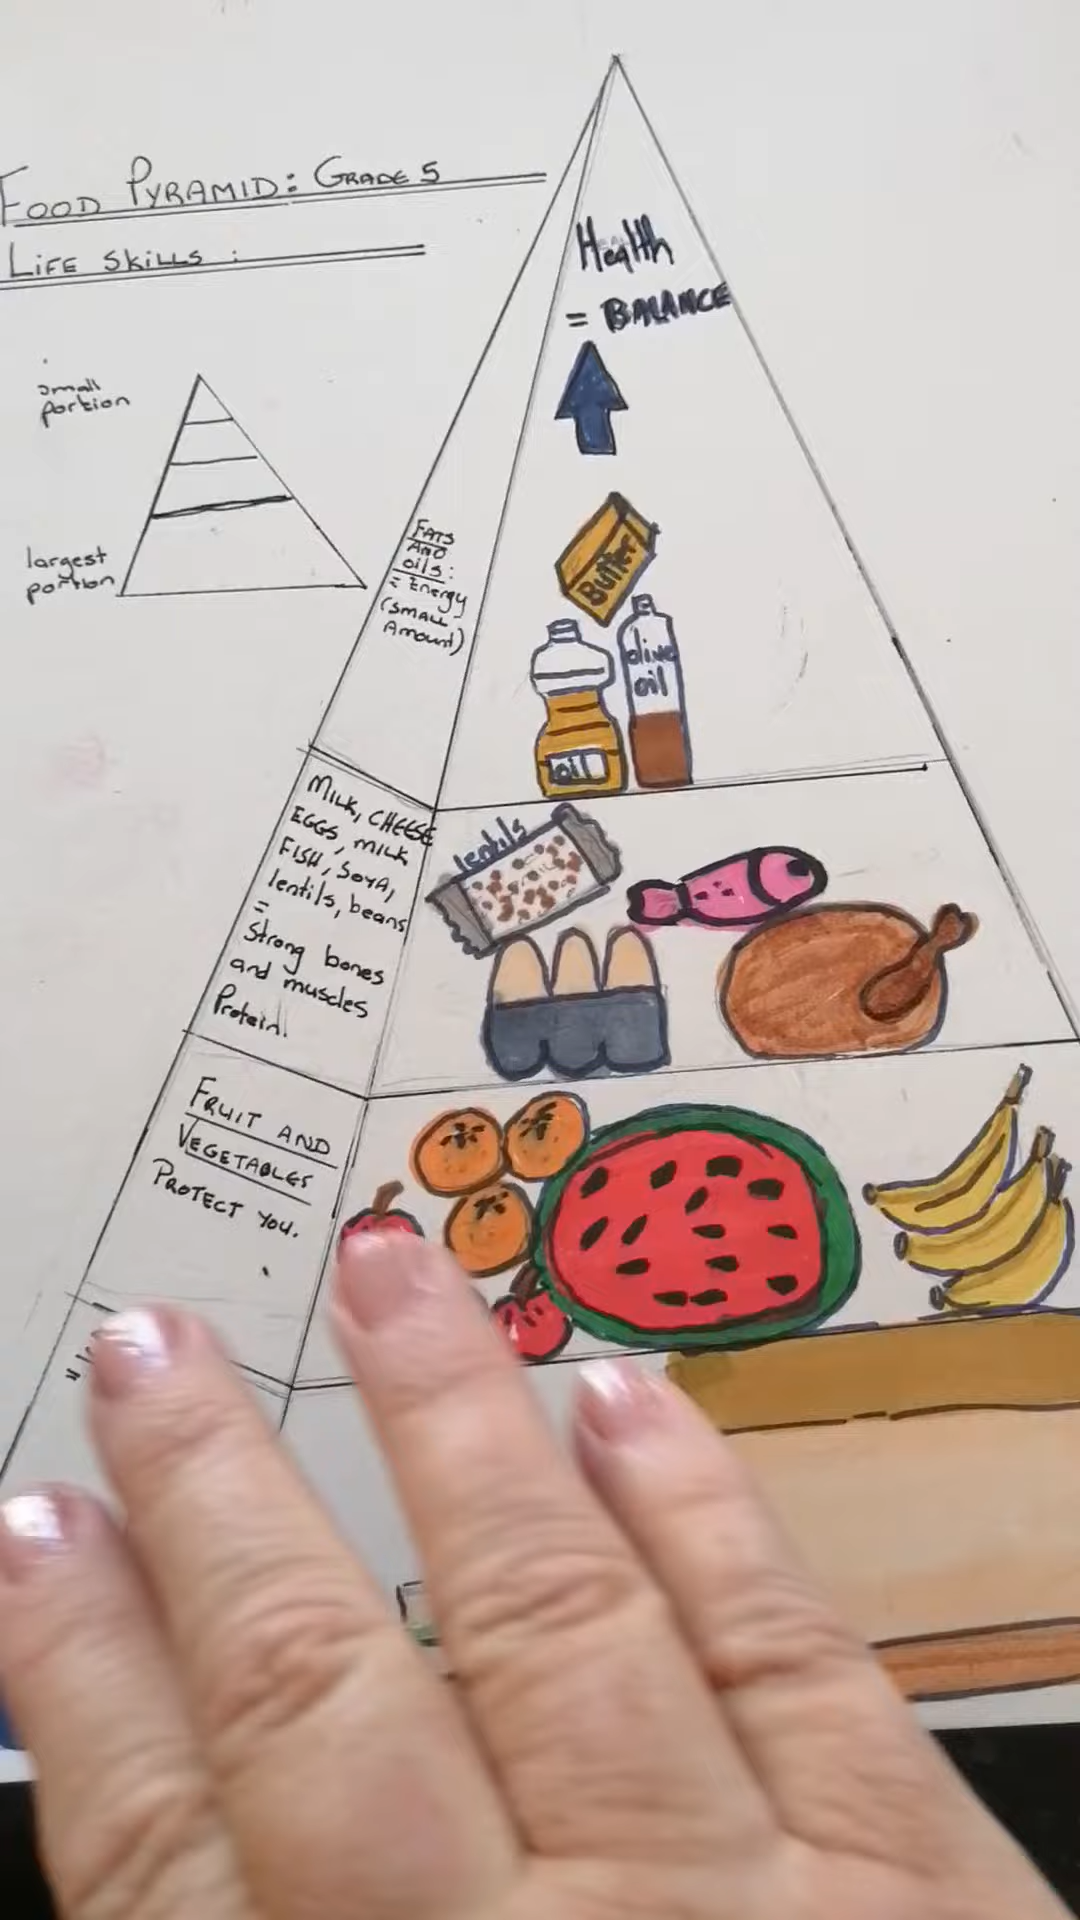 FOOD PYRAMID: GRADE 5
LIFE SKILLS :
small
portion
largest
portion
Health
= BALANCE
FATS
AND
oils:
= Energy
(SMALL
Amount)
Butter
olive
oil
oil
MILK, CHEESE
EGGS, MILK
FISH, SOYA,
lentils, beans
=
Strong bones
and muscles
Protein.
lentils
FRUIT AND
VEGETABLES
PROTECT YOU.